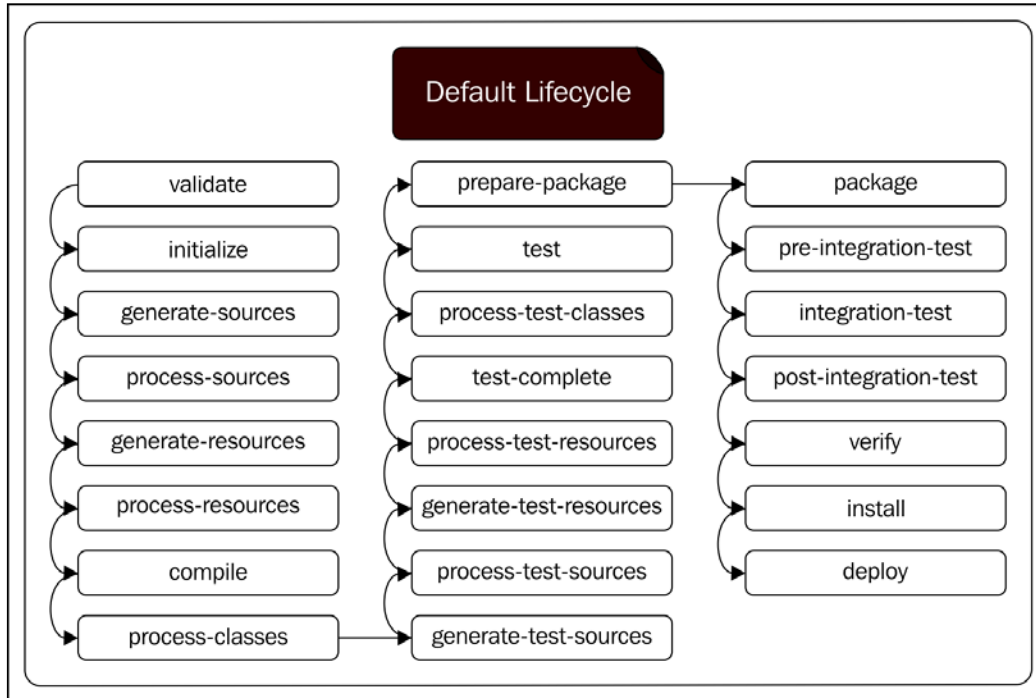 Default Lifecycle
validate
initialize
generate-sources
process-sources
generate-resources
process-resources
compile
process-classes
generate-test-sources
process-test-sources
generate-test-resources
process-test-resources
test-complete
process-test-classes
test
prepare-package
package
pre-integration-test
integration-test
post-integration-test
verify
install
deploy